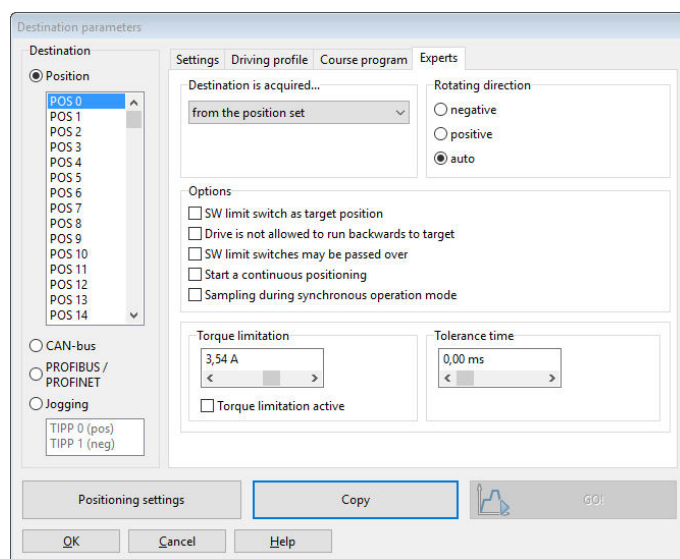 Destination parameters
Destination
Position
POS 0
POS 1
POS 2
POS 3
POS 4
POS 5
POS 6
POS 7
POS 8
POS 9
POS 10
POS 11
POS 12
POS 13
POS 14
CAN-bus
PROFIBUS /
PROFINET
Jogging
TIPP 0 (pos)
TIPP 1 (neg)
Settings Driving profile Course program Experts
Destination is acquired...
from the position set
Rotating direction
negative
positive
auto
Options
SW limit switch as target position
Drive is not allowed to run backwards to target
SW limit switches may be passed over
Start a continuous positioning
Sampling during synchronous operation mode
Torque limitation
3,54 A
Torque limitation active
Tolerance time
0,00 ms
Positioning settings Copy GO!
OK Cancel Help